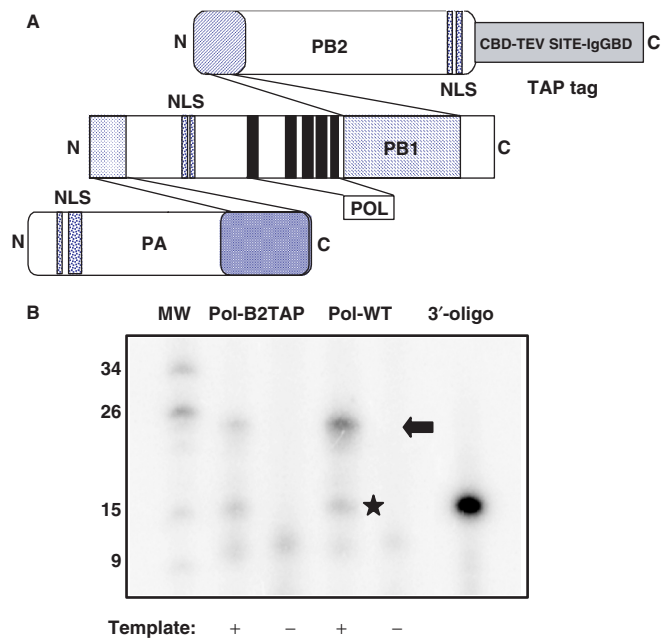 A
N
PB2
CBD-TEV SITE-IgGBD
C
NLS
TAP tag
NLS
N
PB1
C
POL
NLS
N
PA
C
B
MW Pol-B2TAP Pol-WT 3′-oligo
34
26
15
9
Template: + − + −